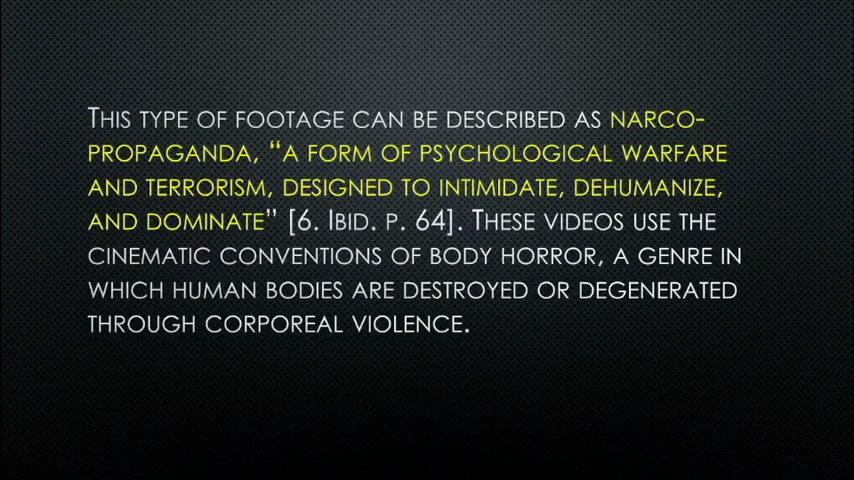 This type of footage can be described as narco-
propaganda, “a form of psychological warfare
and terrorism, designed to intimidate, dehumanize,
and dominate” [6. Ibid. p. 64]. These videos use the
cinematic conventions of body horror, a genre in
which human bodies are destroyed or degenerated
through corporeal violence.